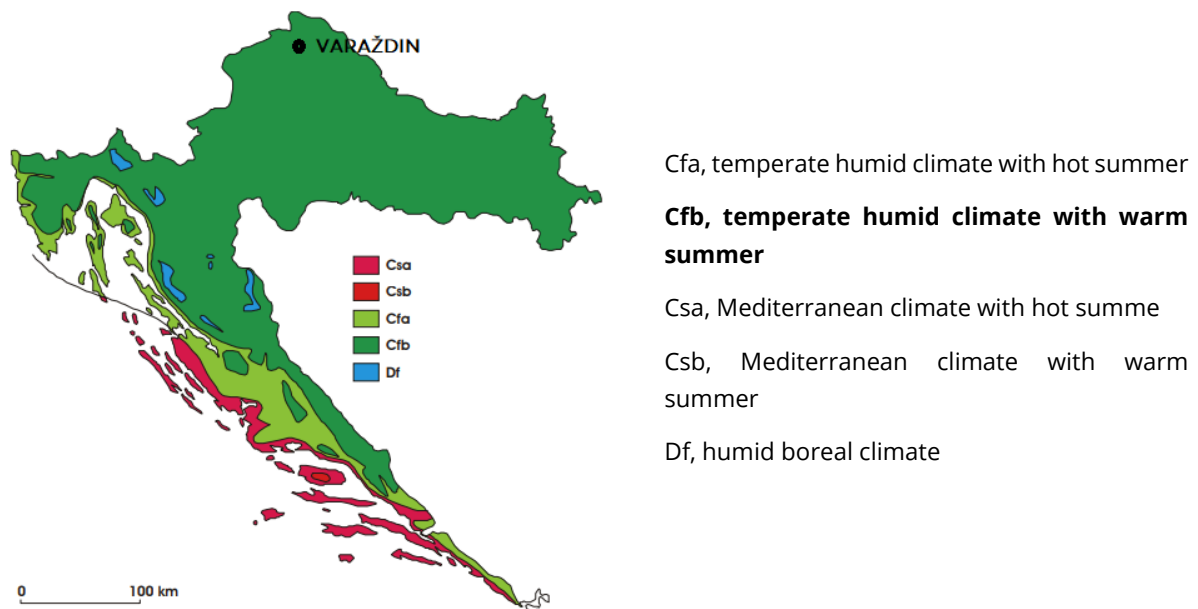 VARAŽDIN
Csa
Csb
Cfa
Cfb
Df
0 100 km
Cfa, temperate humid climate with hot summer
Cfb, temperate humid climate with warm
summer
Csa, Mediterranean climate with hot summe
Csb, Mediterranean climate with warm
summer
Df, humid boreal climate